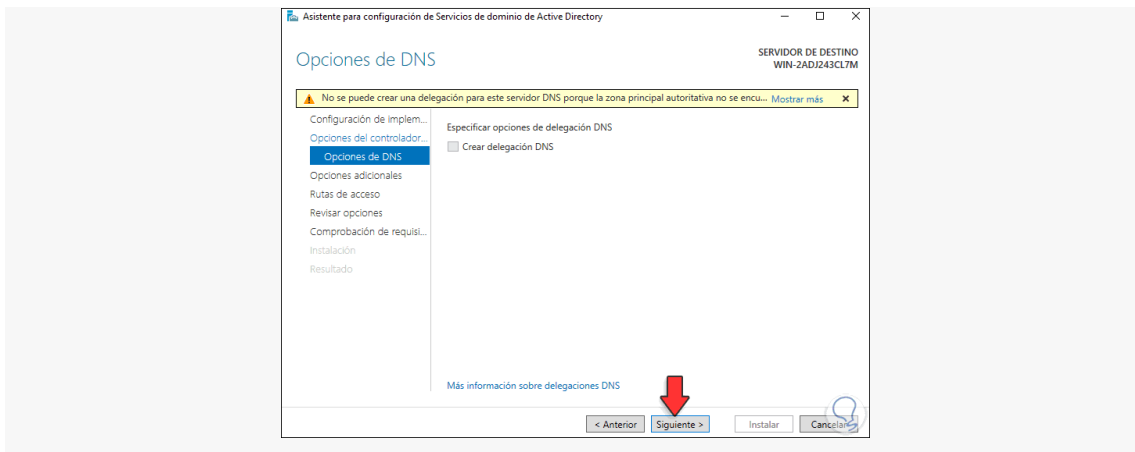 Asistente para configuración de Servicios de dominio de Active Directory
Opciones de DNS
SERVIDOR DE DESTINO
WIN-2ADJ243CL7M
No se puede crear una delegación para este servidor DNS porque la zona principal autoritativa no se encu... Mostrar más
Configuración de implem...
Opciones del controlador...
Opciones de DNS
Opciones adicionales
Rutas de acceso
Revisar opciones
Comprobación de requisi...
Instalación
Resultado
Especificar opciones de delegación DNS
Crear delegación DNS
Más información sobre delegaciones DNS
< Anterior
Siguiente >
Instalar
Cancelar